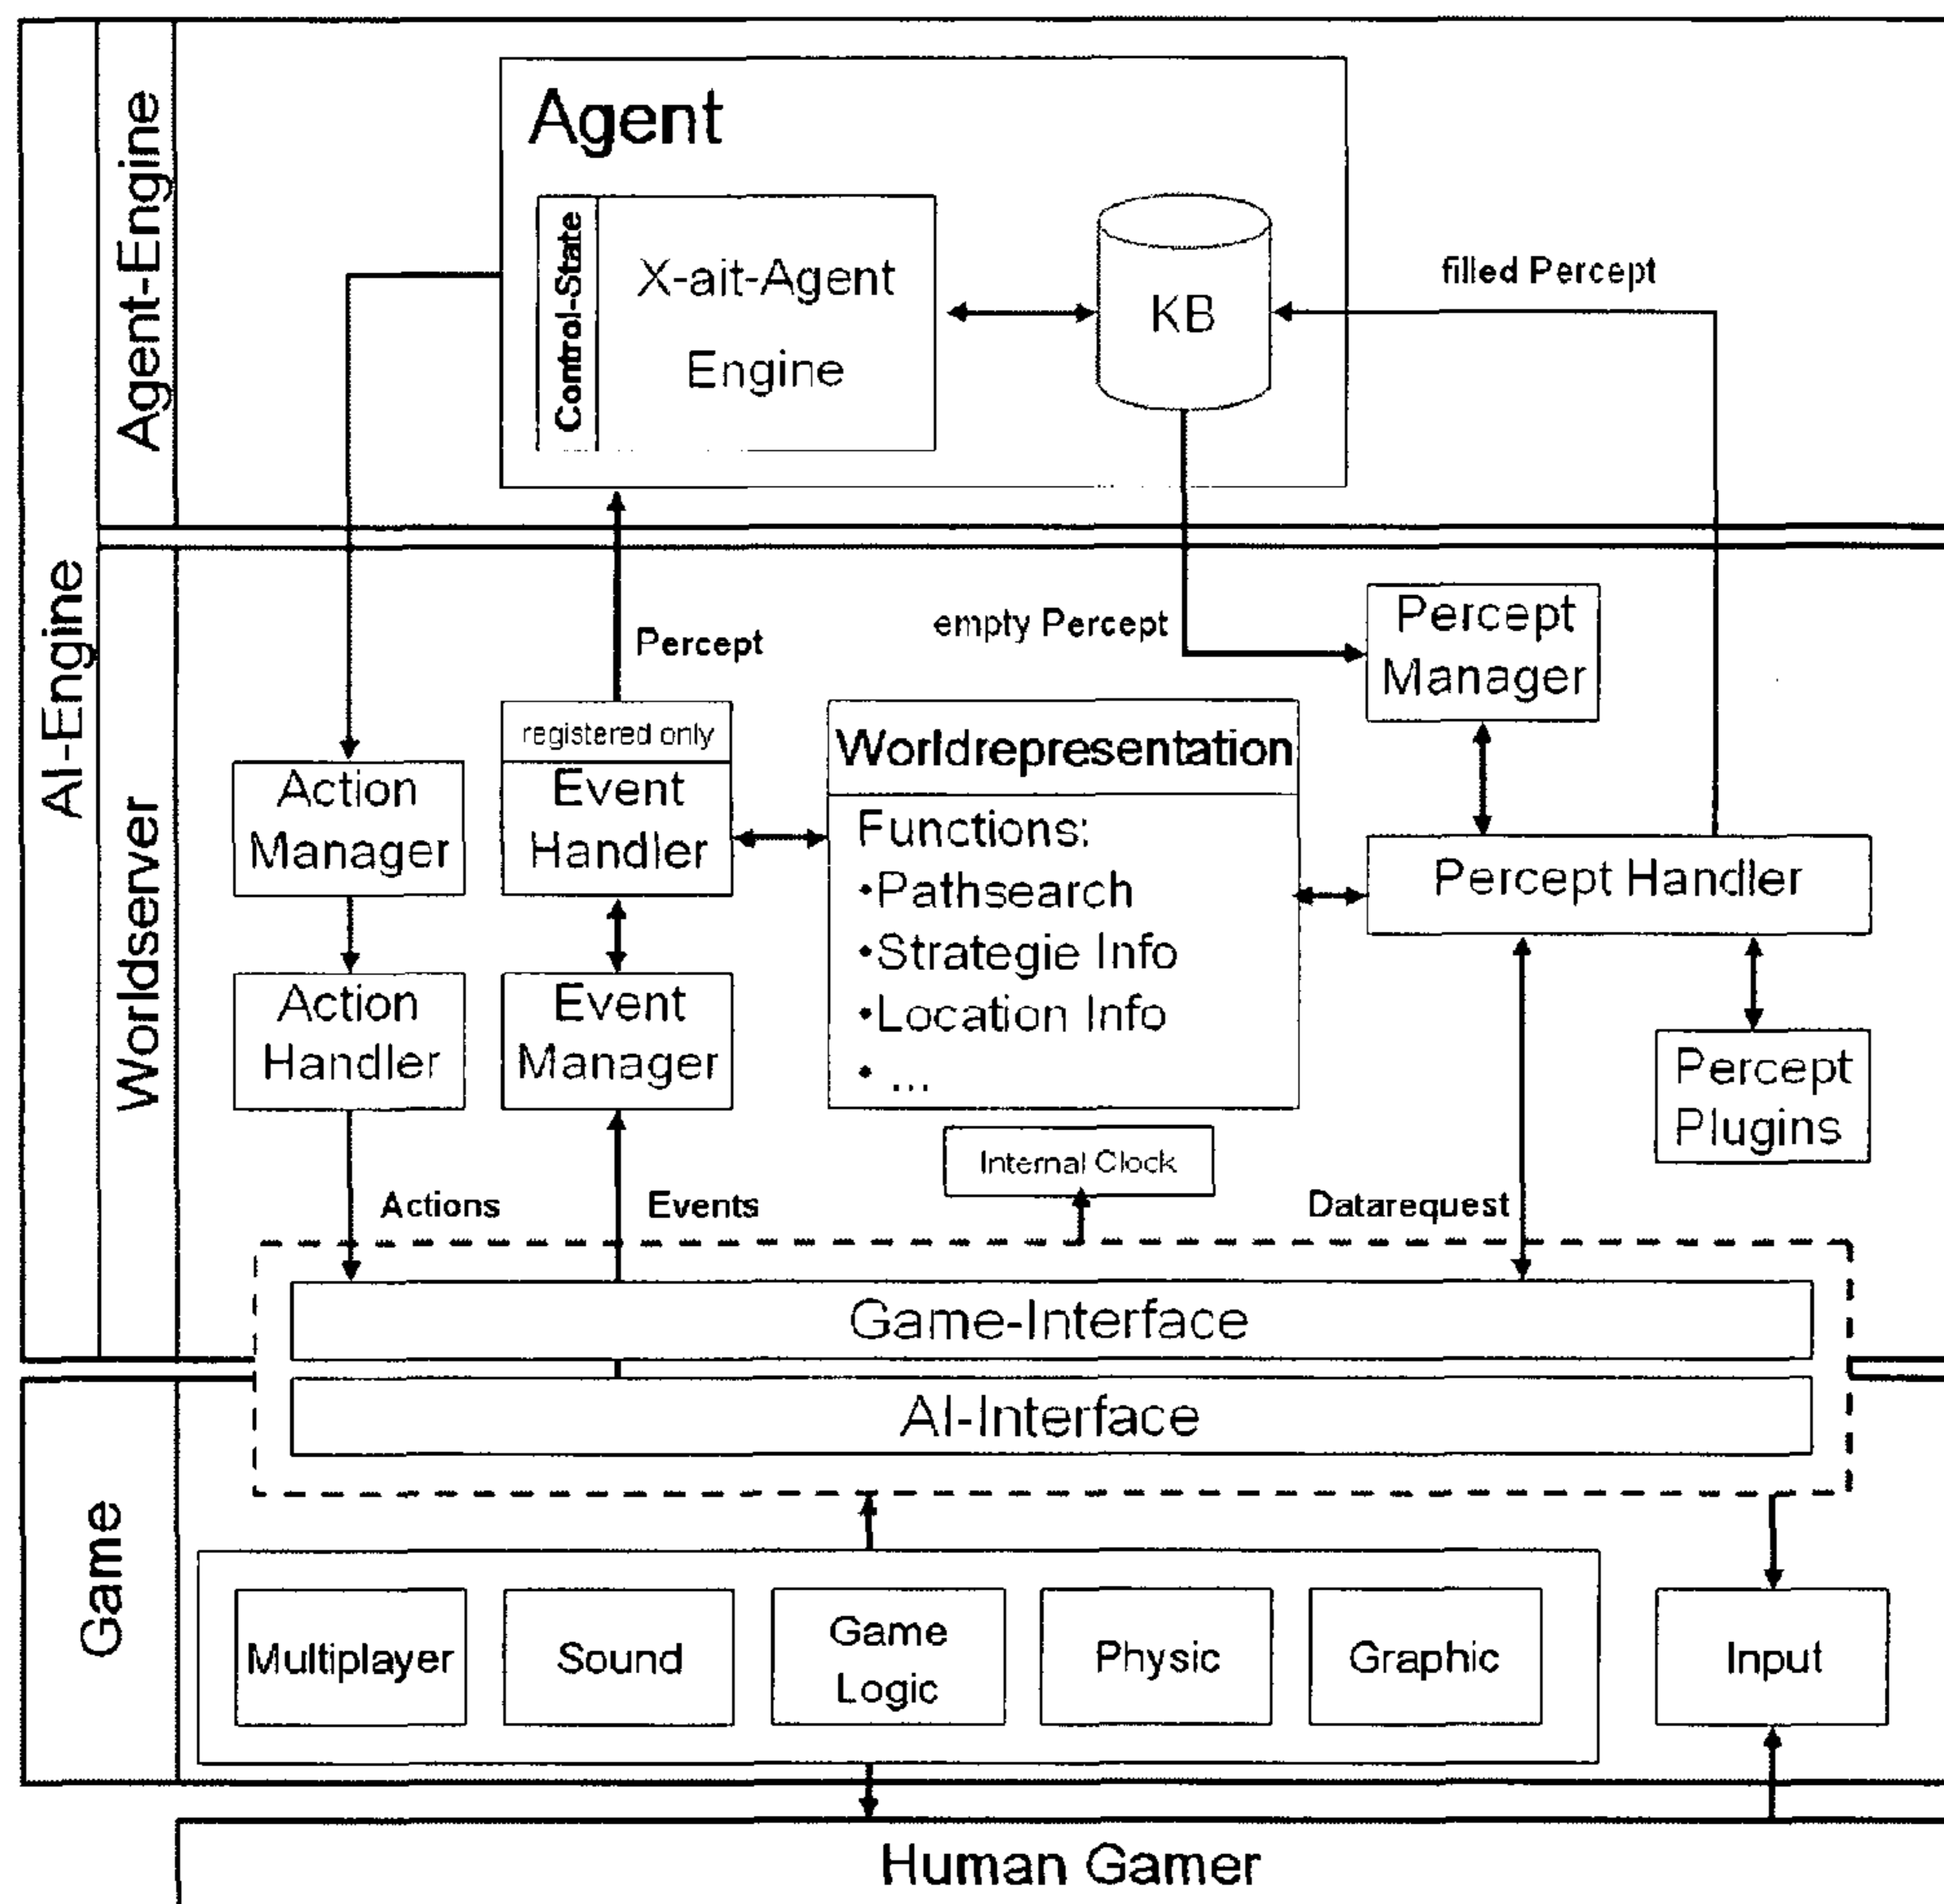 AI-Engine
Agent-Engine
Agent
Control-State
X-ait-Agent
Engine
KB
filled Percept
Worldserver
Percept
empty Percept
Percept
Manager
registered only
Event
Handler
Action
Manager
Worldrepresentation
Functions:
•Pathsearch
•Strategie Info
•Location Info
• ...
Percept Handler
Action
Handler
Event
Manager
Percept
Plugins
Internal Clock
Actions
Events
Datarequest
Game-Interface
AI-Interface
Game
Multiplayer
Sound
Game
Logic
Physic
Graphic
Input
Human Gamer